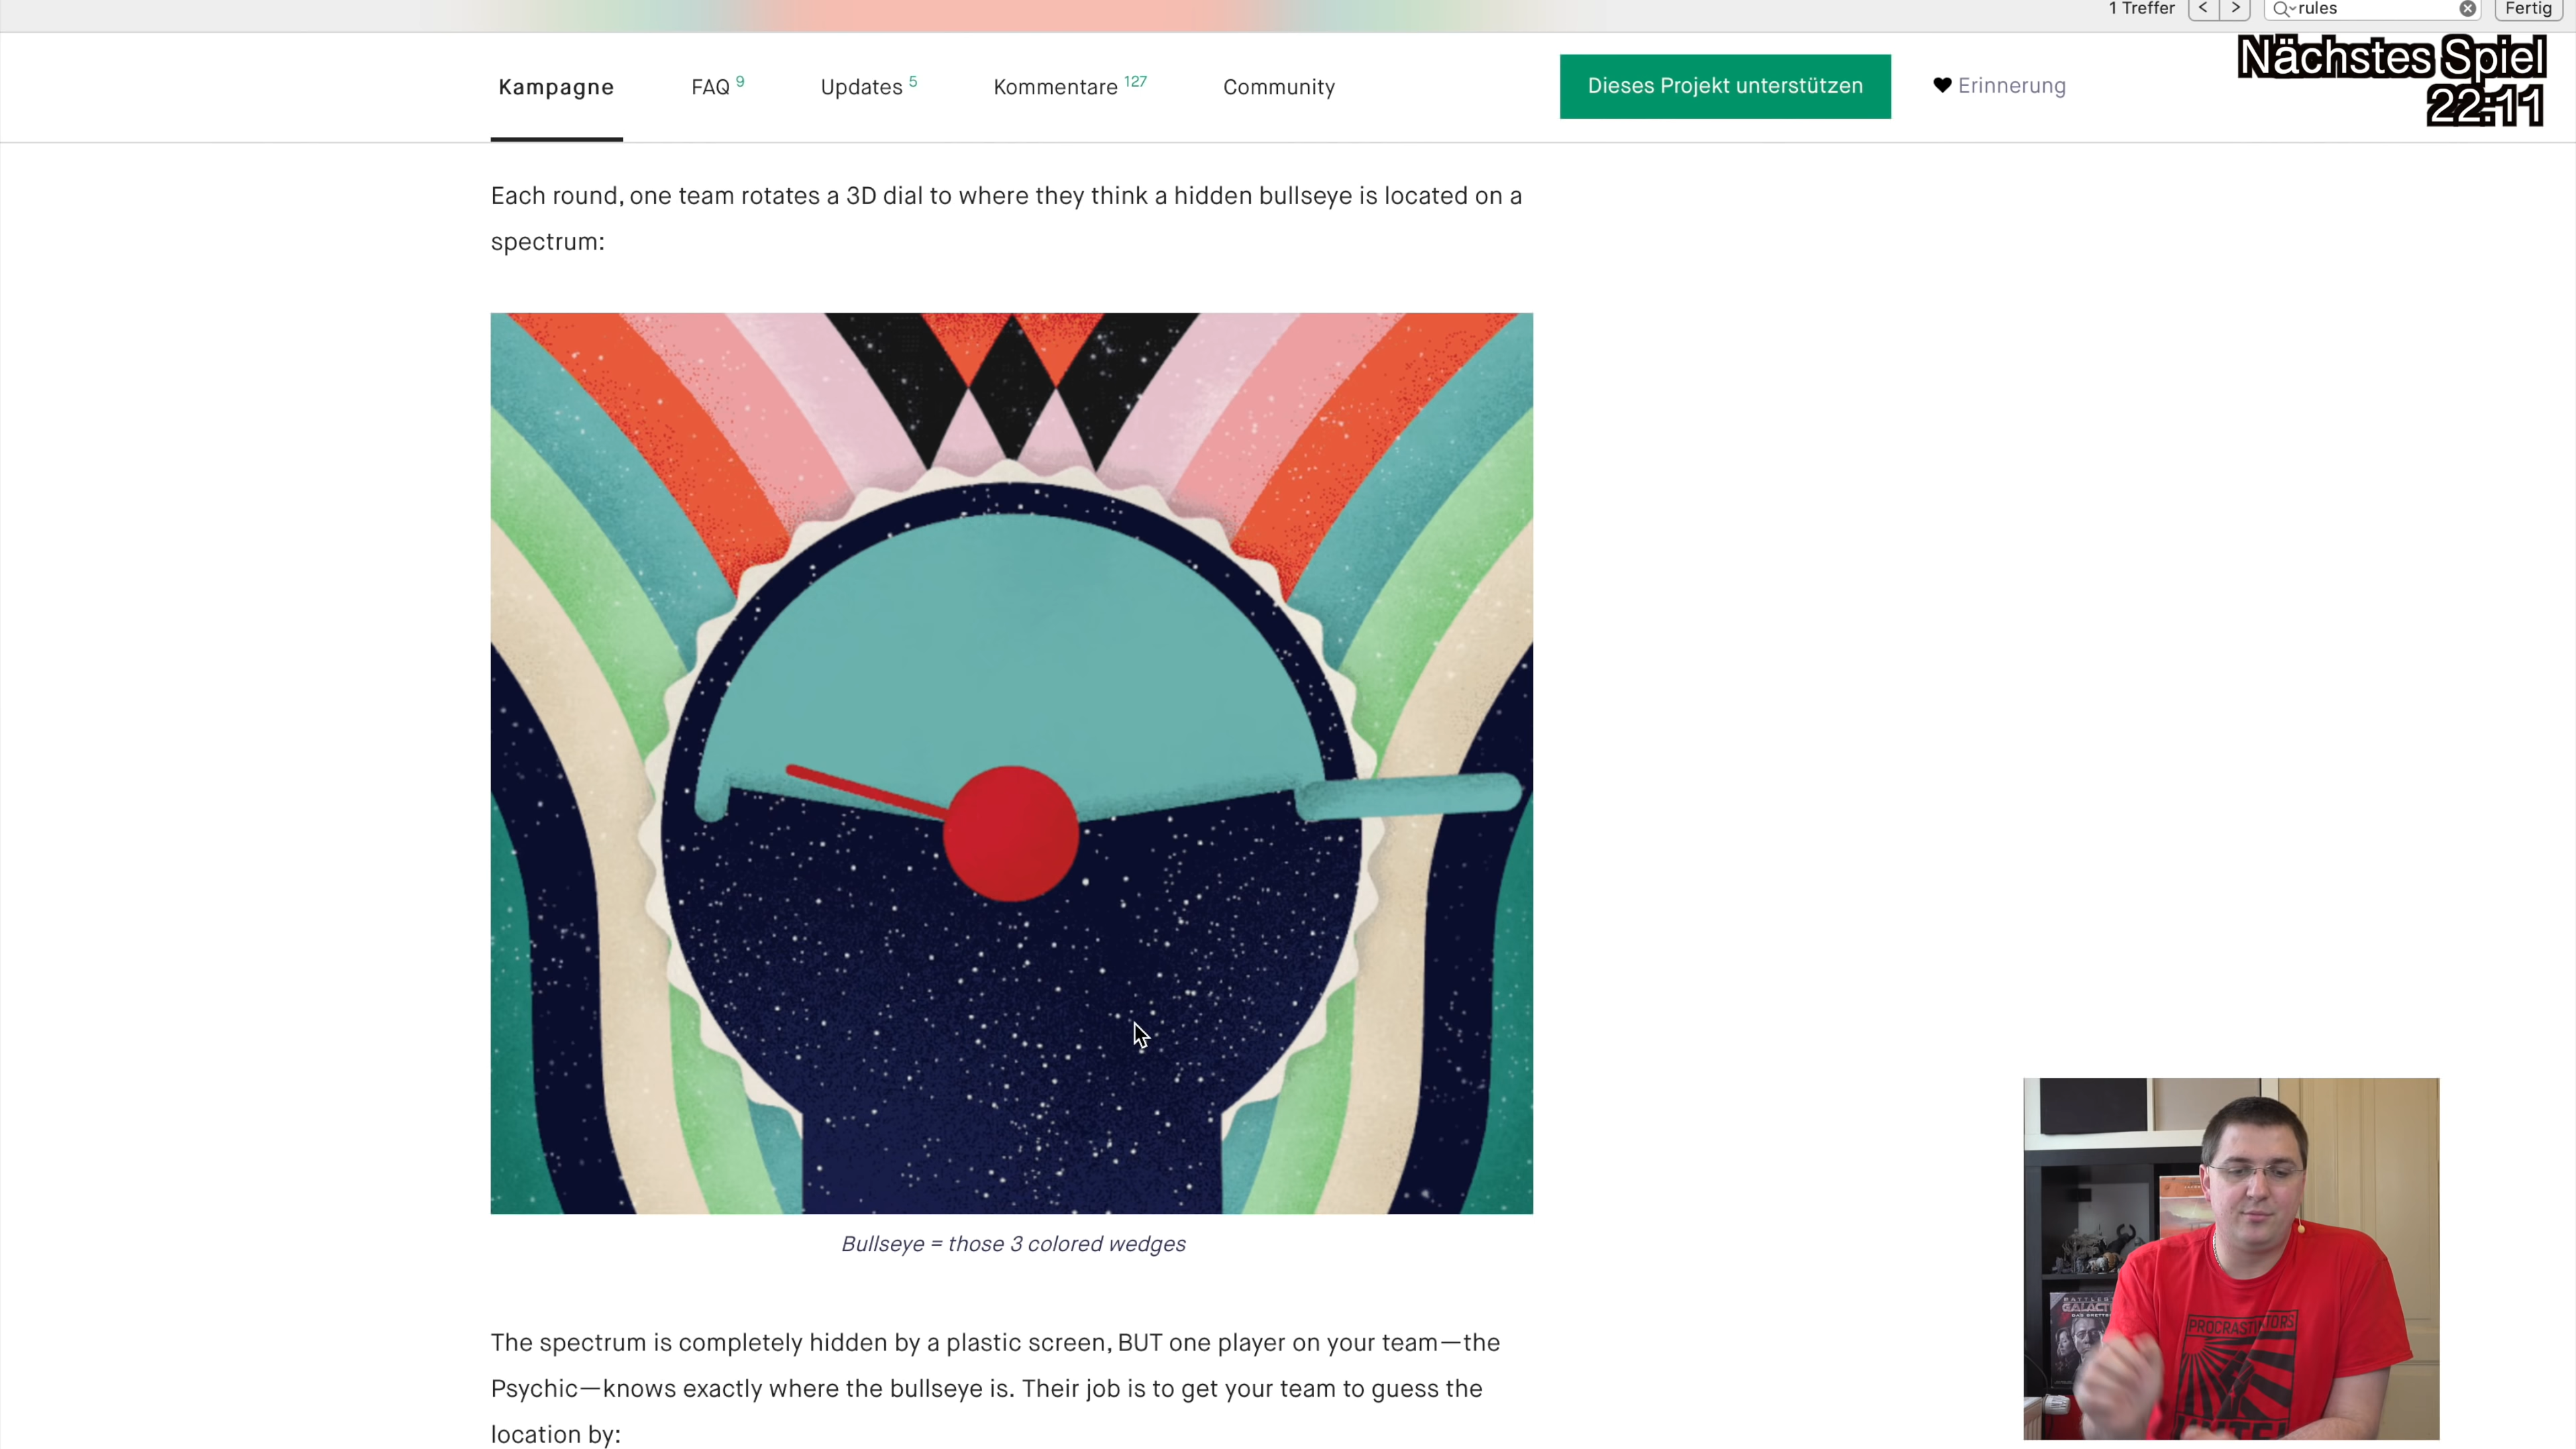 1 Treffer
rules
Fertig
Kampagne
FAQ 9
Updates 5
Kommentare 127
Community
Dieses Projekt unterstützen
Erinnerung
Nächstes Spiel
22:11
Each round, one team rotates a 3D dial to where they think a hidden bullseye is located on a
spectrum:
Bullseye = those 3 colored wedges
The spectrum is completely hidden by a plastic screen, BUT one player on your team—the
Psychic—knows exactly where the bullseye is. Their job is to get your team to guess the
location by:
PROCRASTINATORS